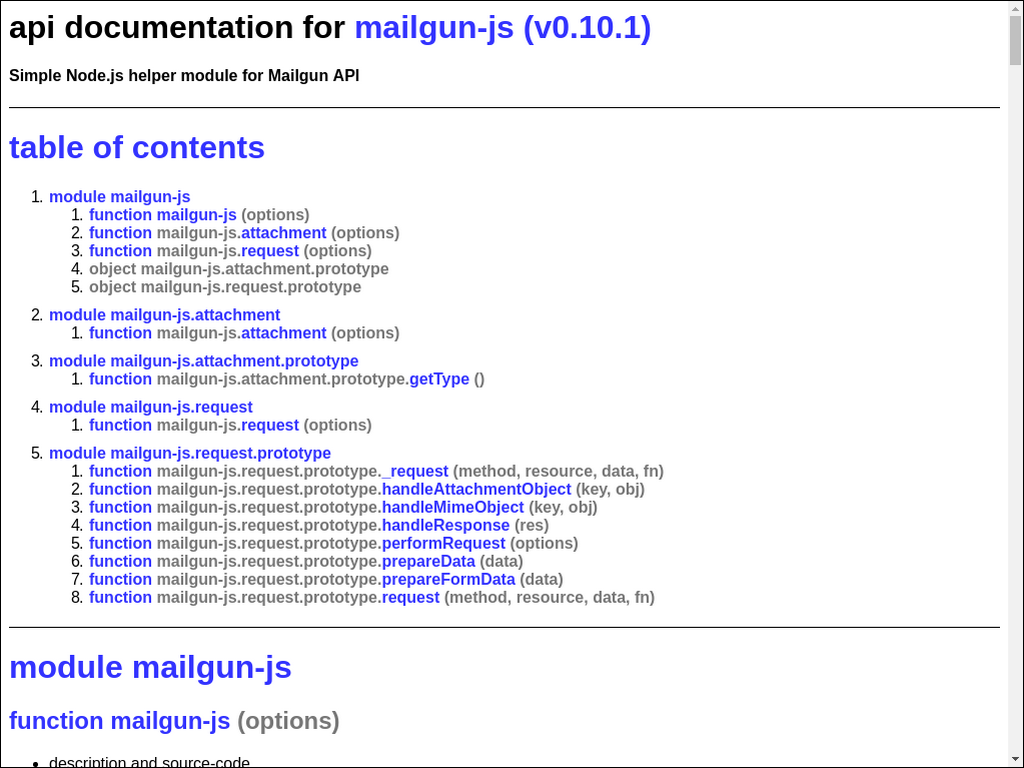 api documentation for mailgun-js (v0.10.1)
Simple Node.js helper module for Mailgun API
table of contents
1. module mailgun-js
1. function mailgun-js (options)
2. function mailgun-js.attachment (options)
3. function mailgun-js.request (options)
4. object mailgun-js.attachment.prototype
5. object mailgun-js.request.prototype
2. module mailgun-js.attachment
1. function mailgun-js.attachment (options)
3. module mailgun-js.attachment.prototype
1. function mailgun-js.attachment.prototype.getType ()
4. module mailgun-js.request
1. function mailgun-js.request (options)
5. module mailgun-js.request.prototype
1. function mailgun-js.request.prototype._request (method, resource, data, fn)
2. function mailgun-js.request.prototype.handleAttachmentObject (key, obj)
3. function mailgun-js.request.prototype.handleMimeObject (key, obj)
4. function mailgun-js.request.prototype.handleResponse (res)
5. function mailgun-js.request.prototype.performRequest (options)
6. function mailgun-js.request.prototype.prepareData (data)
7. function mailgun-js.request.prototype.prepareFormData (data)
8. function mailgun-js.request.prototype.request (method, resource, data, fn)
module mailgun-js
function mailgun-js (options)
• description and source-code